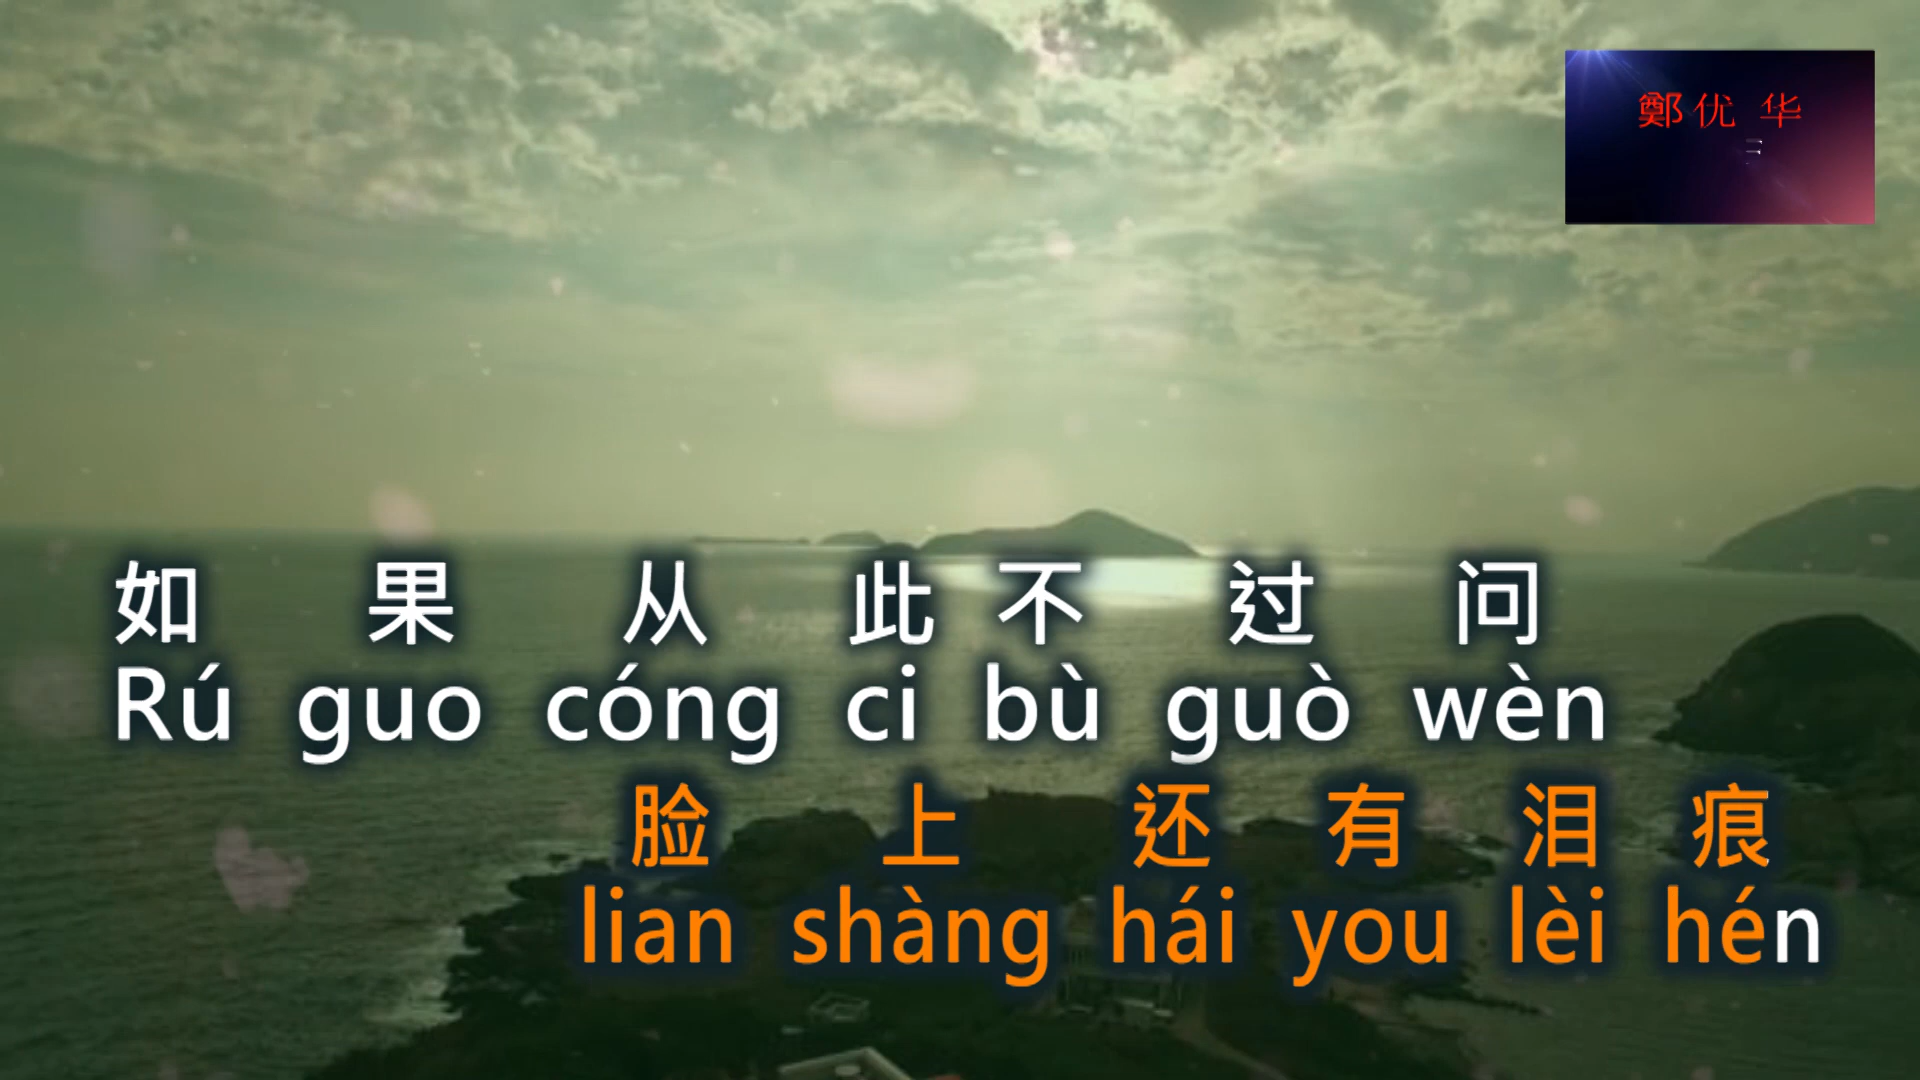 鄭优 华
如 果 从 此 不 过 问
Rú guo cóng ci bù guò wèn
脸 上 还 有 泪 痕
lian shàng hái you lèi hén